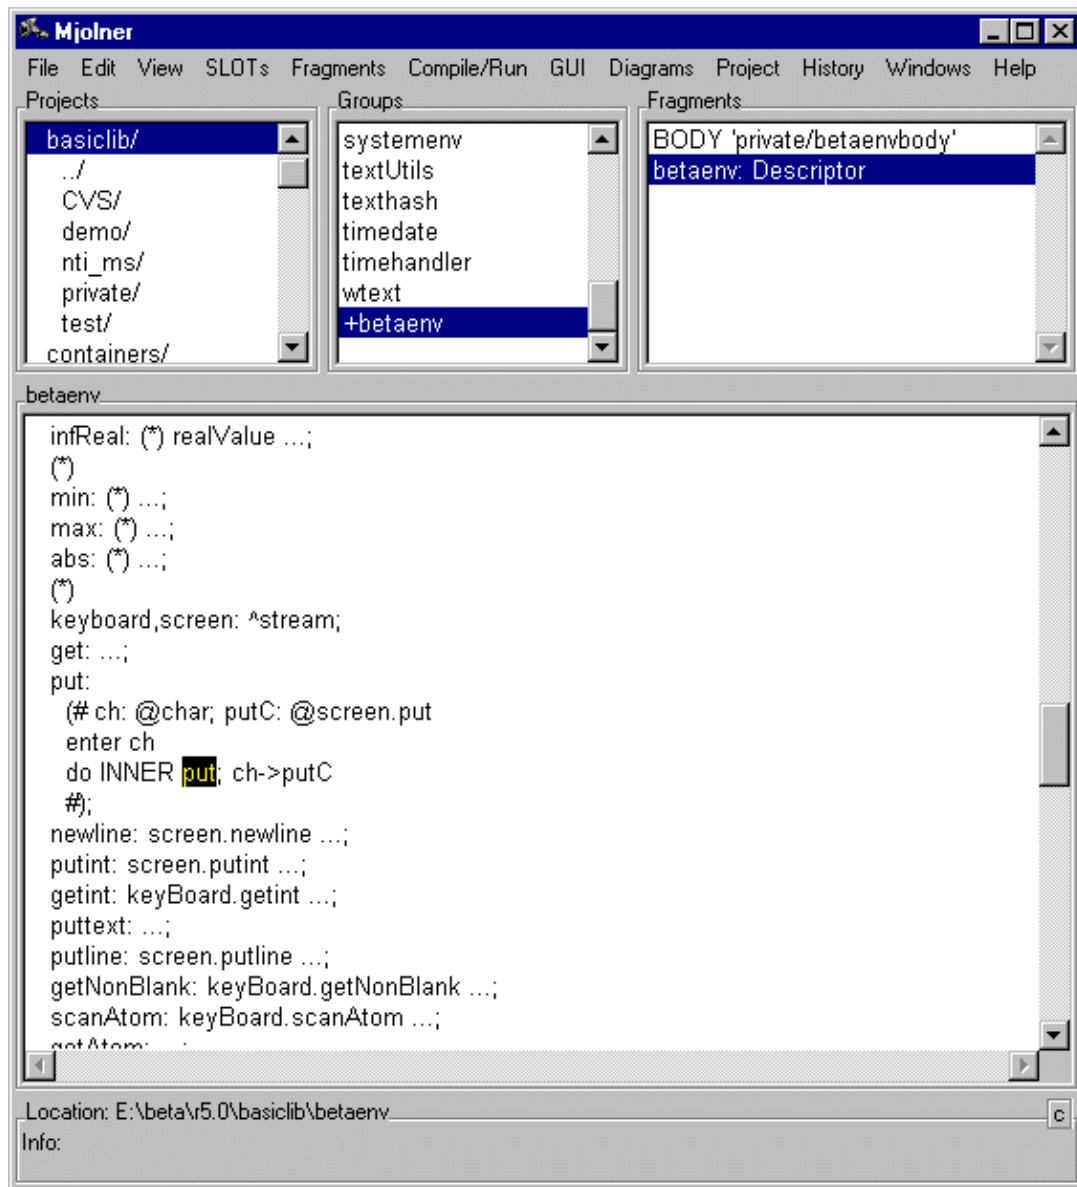 Mjolner
File Edit View SLOTs Fragments Compile/Run GUI Diagrams Project History Windows Help
Projects
basiclib/
../
CVS/
demo/
nti_ms/
private/
test/
containers/
Groups
systemenv
textUtils
texthash
timedate
timehandler
wtext
+betaenv
Fragments
BODY 'private/betaenvbody'
betaenv: Descriptor
betaenv
infReal: (*) realValue ...;
(*)
min: (*) ...;
max: (*) ...;
abs: (*) ...;
(*)
keyboard,screen: ^stream;
get: ...;
put:
(# ch: @char; putC: @screen.put
enter ch
do INNER put; ch->putC
#);
newline: screen.newline ...;
putint: screen.putint ...;
getint: keyBoard.getint ...;
puttext: ...;
putline: screen.putline ...;
getNonBlank: keyBoard.getNonBlank ...;
scanAtom: keyBoard.scanAtom ...;
getAtom: ...;
Location: E:\beta\r5.0\basiclib\betaenv
c
Info: